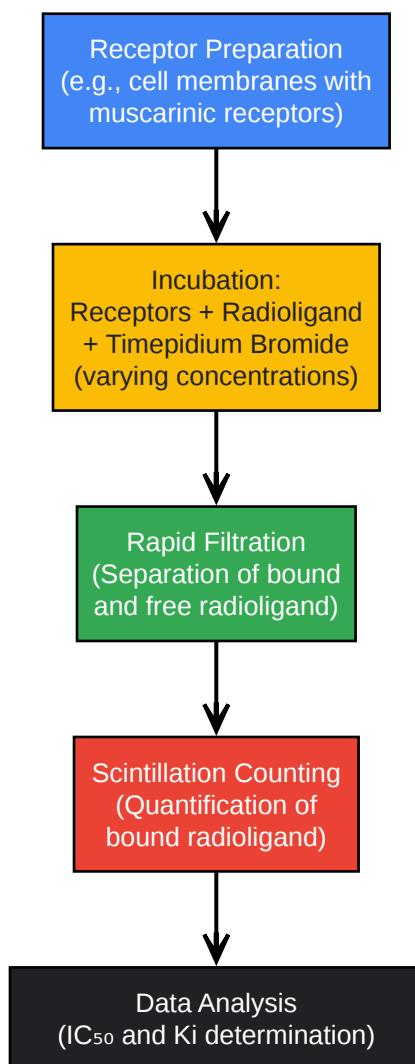 Receptor Preparation
(e.g., cell membranes with
muscarinic receptors)
Incubation:
Receptors + Radioligand
+ Timepidium Bromide
(varying concentrations)
Rapid Filtration
(Separation of bound
and free radioligand)
Scintillation Counting
(Quantification of
bound radioligand)
Data Analysis
(IC₅₀ and Ki determination)